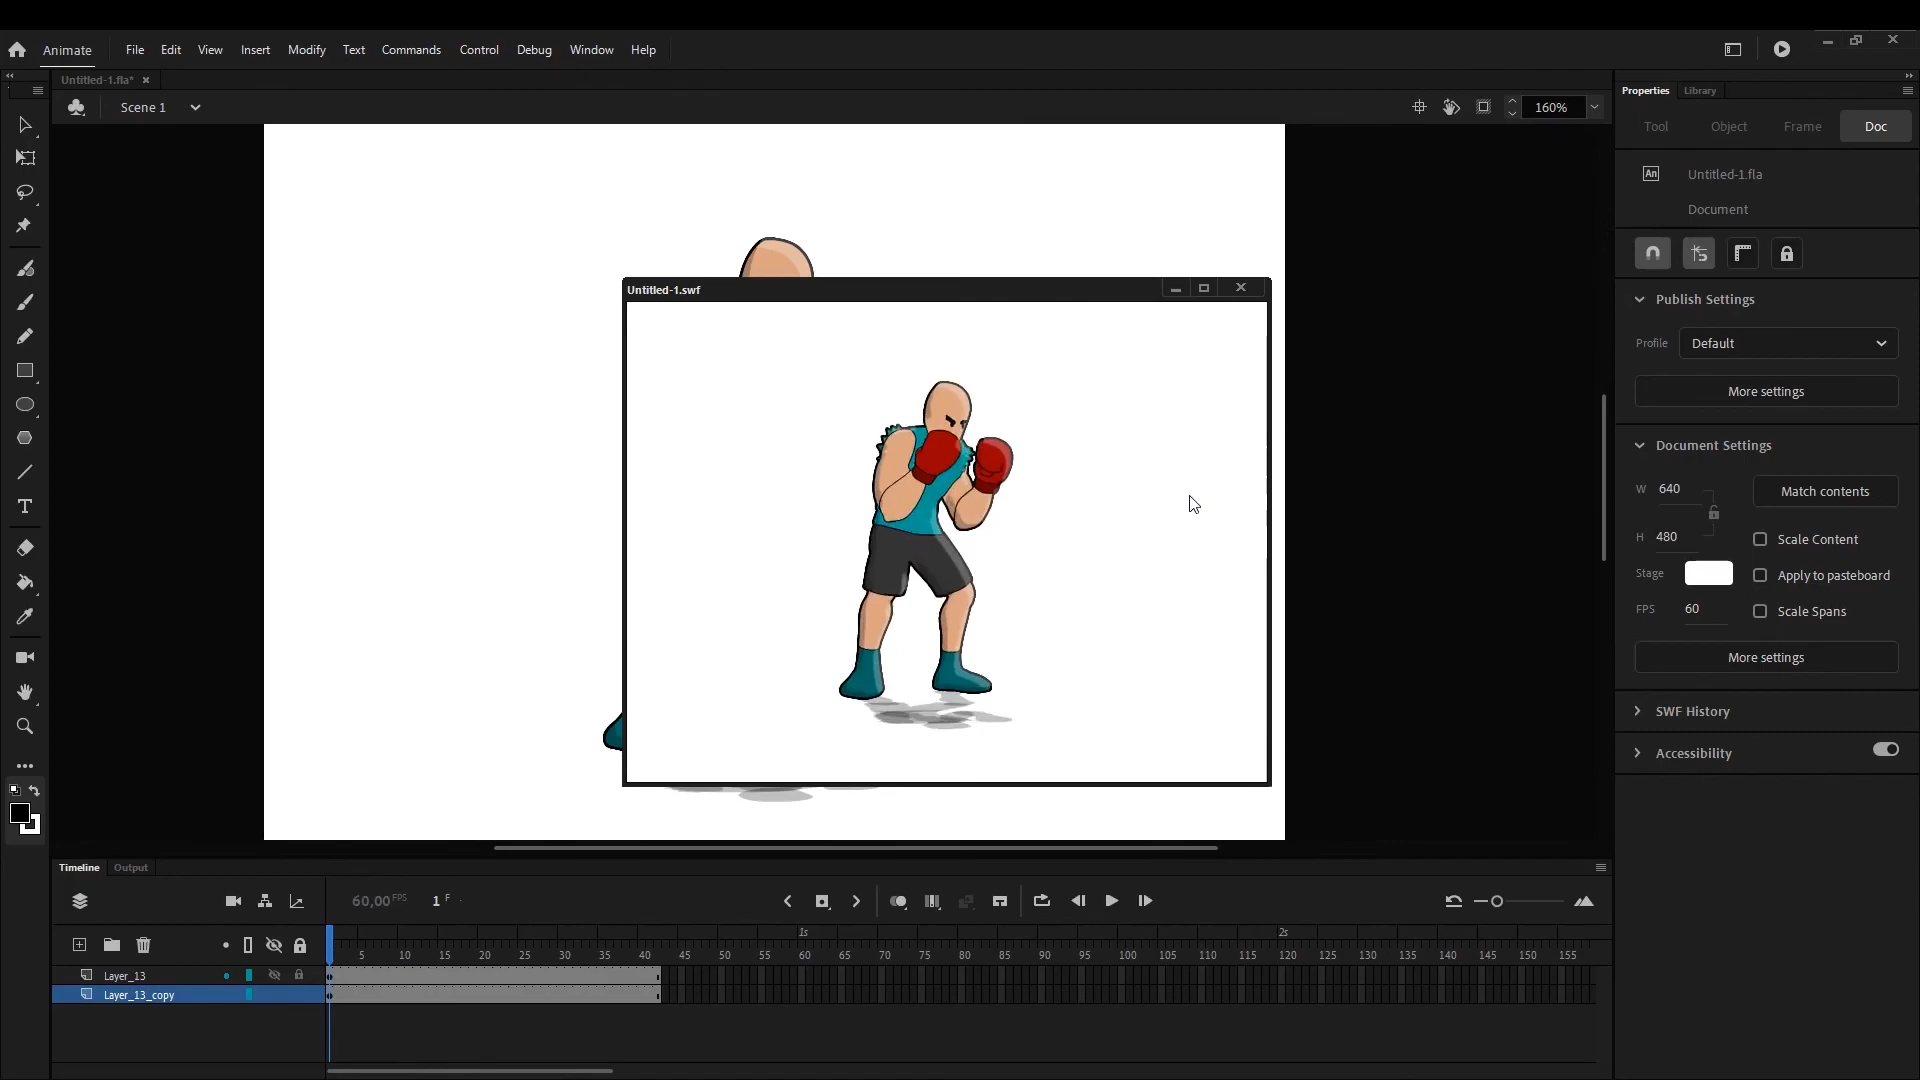 Animate File Edit View Insert Modify Text Commands Control Debug Window Help
Untitled-1.fla*
Scene 1
160%
Untitled-1.swf
Properties Library
Tool Object Frame Doc
An Untitled-1.fla
Document
Publish Settings
Profile Default
More settings
Document Settings
W 640 Match contents
H 480 Scale Content
Stage Apply to pasteboard
FPS 60 Scale Spans
More settings
SWF History
Accessibility
Timeline Output
60,00 FPS 1 F
1s 2s
5 10 15 20 25 30 35 40 45 50 55 60 65 70 75 80 85 90 95 100 105 110 115 120 125 130 135 140 145 150 155
Layer_13
Layer_13_copy